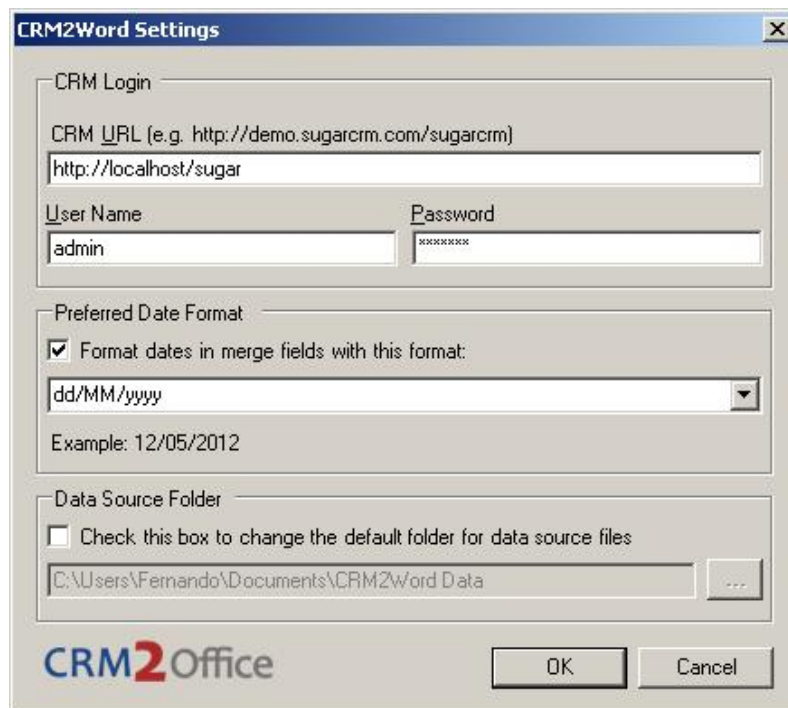 CRM2Word Settings
CRM Login
CRM URL (e.g. http://demo.sugarcrm.com/sugarcrm)
http://localhost/sugar
User Name Password
admin *******
Preferred Date Format
Format dates in merge fields with this format:
dd/MM/yyyy
Example: 12/05/2012
Data Source Folder
Check this box to change the default folder for data source files
C:\Users\Fernando\Documents\CRM2Word Data ...
CRM2Office OK Cancel